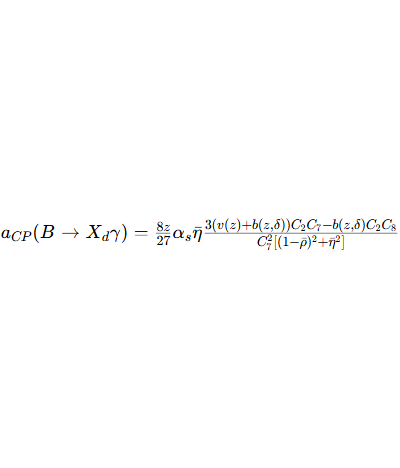 a_{CP}(B \to X_d\gamma) = \frac{8z}{27}\alpha_s\bar{\eta}\frac{3(v(z)+b(z,\delta))C_2C_7-b(z,\delta)C_2C_8}{C_7^2[(1-\bar{\rho})^2+\bar{\eta}^2]}